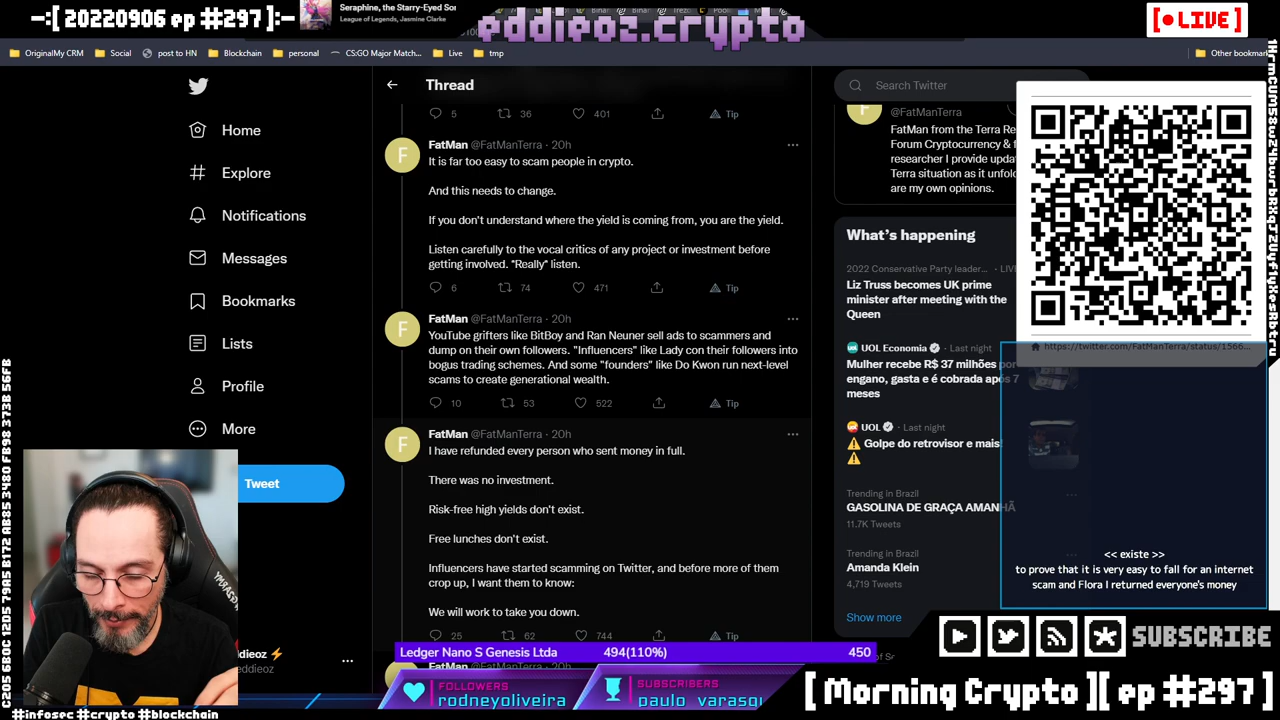 -:[ 20220906 ep #297 ]:-
Seraphine, the Starry-Eyed Son
League of Legends, Jasmine Clarke
eddieoz.crypto
[ LIVE ]
OriginalMy CRM
Social
post to HN
Blockchain
personal
CS:GO Major Match...
Live
tmp
Other bookmar
Thread
Search Twitter
5
36
401
Tip
@FatManTerra
FatMan from the Terra Re
Forum Cryptocurrency & f
researcher I provide upda
Terra situation as it unfol
are my own opinions.
Home
Explore
Notifications
Messages
Bookmarks
Lists
Profile
More
Tweet
FatMan @FatManTerra · 20h
It is far too easy to scam people in crypto.
And this needs to change.
If you don't understand where the yield is coming from, you are the yield.
Listen carefully to the vocal critics of any project or investment before
getting involved. *Really* listen.
6
74
471
Tip
FatMan @FatManTerra · 20h
YouTube grifters like BitBoy and Ran Neuner sell ads to scammers and
dump on their own followers. "Influencers" like Lady con their followers into
bogus trading schemes. And some "founders" like Do Kwon run next-level
scams to create generational wealth.
10
53
522
Tip
FatMan @FatManTerra · 20h
I have refunded every person who sent money in full.
There was no investment.
Risk-free high yields don't exist.
Free lunches don't exist.
Influencers have started scamming on Twitter, and before more of them
crop up, I want them to know:
We will work to take you down.
25
62
744
Tip
What's happening
2022 Conservative Party leader... · LIV
Liz Truss becomes UK prime
minister after meeting with the
Queen
UOL Economia · Last night
Mulher recebe R$ 37 milhões por
engano, gasta e é cobrada após 7
meses
UOL · Last night
Golpe do retrovisor e mais
Trending in Brazil
GASOLINA DE GRAÇA AMANHÃ
11.7K Tweets
Trending in Brazil
Amanda Klein
4,719 Tweets
Show more
https://twitter.com/FatManTerra/status/1566...
<< existe >>
to prove that it is very easy to fall for an internet
scam and Flora I returned everyone's money
SUBSCRIBE
ddieoz
eddieoz
Ledger Nano S Genesis Ltda
494(110%)
450
FOLLOWERS
rodneyoliveira
SUBSCRIBERS
paulo varasqu
[ Morning Crypto ][ ep #297 ]
#infosec #crypto #blockchain